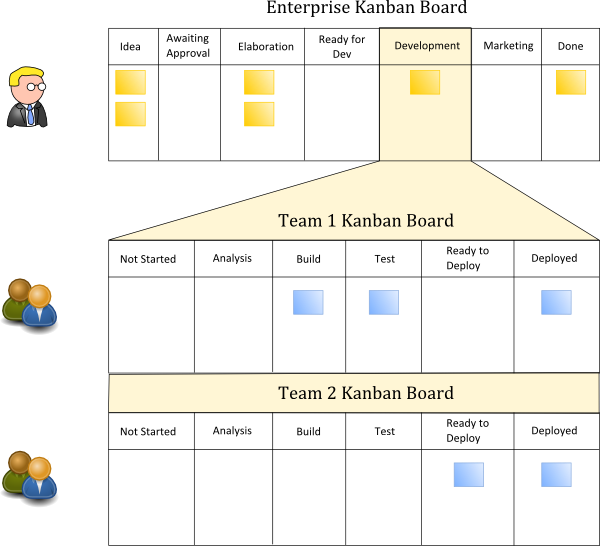 Enterprise Kanban Board
Idea
Awaiting
Approval
Elaboration
Ready for
Dev
Development
Marketing
Done
Team 1 Kanban Board
Not Started
Analysis
Build
Test
Ready to
Deploy
Deployed
Team 2 Kanban Board
Not Started
Analysis
Build
Test
Ready to
Deploy
Deployed